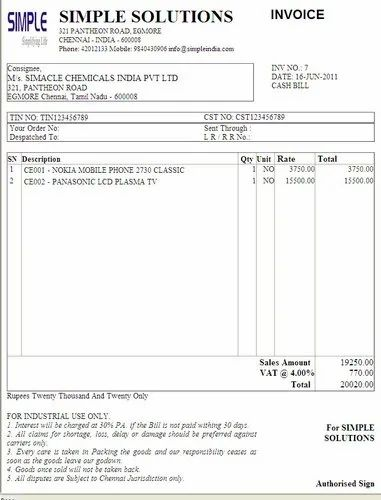 SIMPLE
Simplifying Life
SIMPLE SOLUTIONS
INVOICE
321 PANTHEON ROAD, EGMORE
CHENNAI - INDIA - 600008
Phone: 42012133 Mobile: 9840430906 info@simpleindia.com
Consignee,
M/s. SIMACLE CHEMICALS INDIA PVT LTD
321, PANTHEON ROAD
EGMORE Chennai, Tamil Nadu - 600008
INV NO.: 7
DATE: 16-JUN-2011
CASH BILL
TIN NO: TIN123456789 CST NO: CST123456789
Your Order No: Sent Through :
Despatched To: L R / R R No.:
SN Description Qty Unit Rate Total
1 CE001 - NOKIA MOBILE PHONE 2730 CLASSIC 1 NO 3750.00 3750.00
2 CE002 - PANASONIC LCD PLASMA TV 1 NO 15500.00 15500.00
Sales Amount 19250.00
VAT @ 4.00% 770.00
Total 20020.00
Rupees Twenty Thousand And Twenty Only
FOR INDUSTRIAL USE ONLY.
1. Interest will be charged at 30% P.A. if the Bill is not paid withing 30 days.
2. All claims for shortage, loss, delay or damage should be preferred against
carriers only.
3. Every care is taken in Packing the goods and our responsibility ceases as
soon as the goods leave our godown.
4. Goods once sold will not be taken back.
5. All disputes are Subject to Chennai Jurisdiction only.
For SIMPLE
SOLUTIONS
Authorised Sign